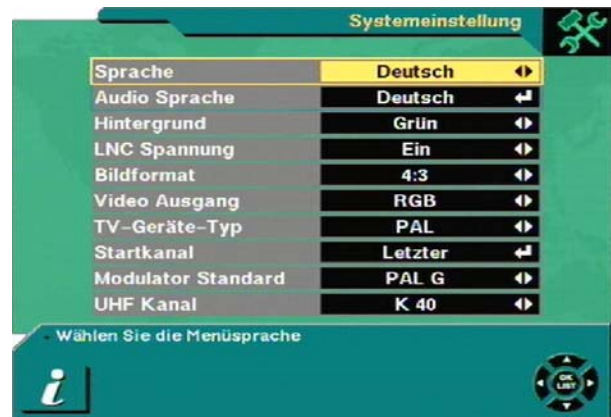 Systemeinstellung
Sprache Deutsch
Audio Sprache Deutsch
Hintergrund Grün
LNC Spannung Ein
Bildformat 4:3
Video Ausgang RGB
TV-Geräte-Typ PAL
Startkanal Letzter
Modulator Standard PAL G
UHF Kanal K 40
Wählen Sie die Menüsprache
i
OK
LIST